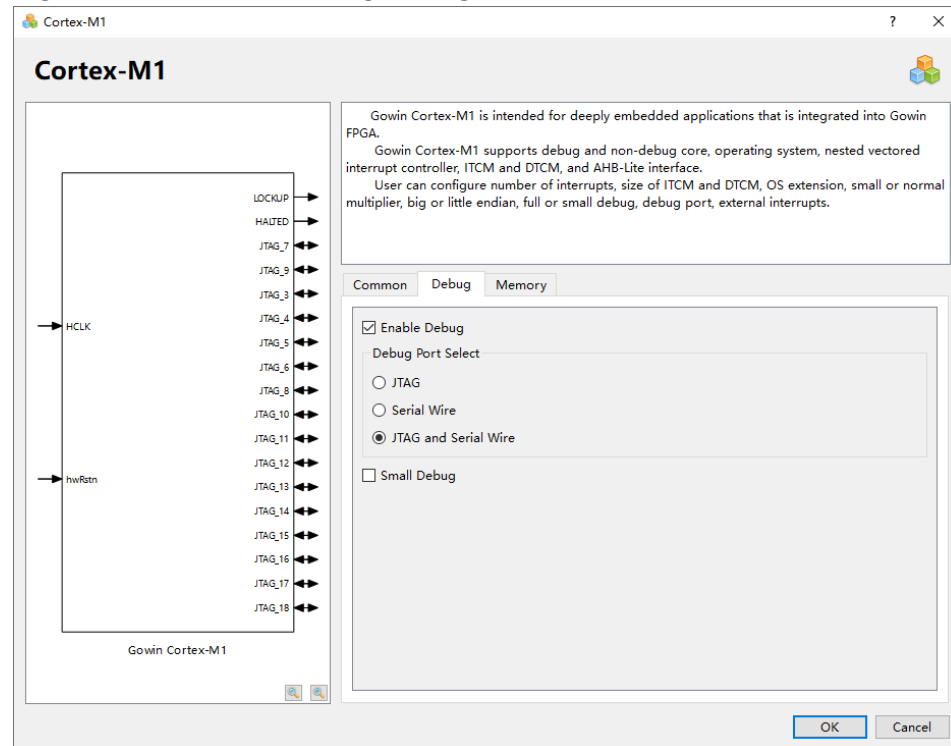 Cortex-M1
?
Cortex-M1
Gowin Cortex-M1 is intended for deeply embedded applications that is integrated into Gowin
FPGA.
Gowin Cortex-M1 supports debug and non-debug core, operating system, nested vectored
interrupt controller, ITCM and DTCM, and AHB-Lite interface.
User can configure number of interrupts, size of ITCM and DTCM, OS extension, small or normal
multiplier, big or little endian, full or small debug, debug port, external interrupts.
LOCKUP
HALTED
JTAG_7
JTAG_9
JTAG_3
JTAG_4
HCLK
JTAG_5
JTAG_6
JTAG_8
JTAG_10
JTAG_11
JTAG_12
hwRstn
JTAG_13
JTAG_14
JTAG_15
JTAG_16
JTAG_17
JTAG_18
Gowin Cortex-M1
Common Debug Memory
Enable Debug
Debug Port Select
JTAG
Serial Wire
JTAG and Serial Wire
Small Debug
OK Cancel